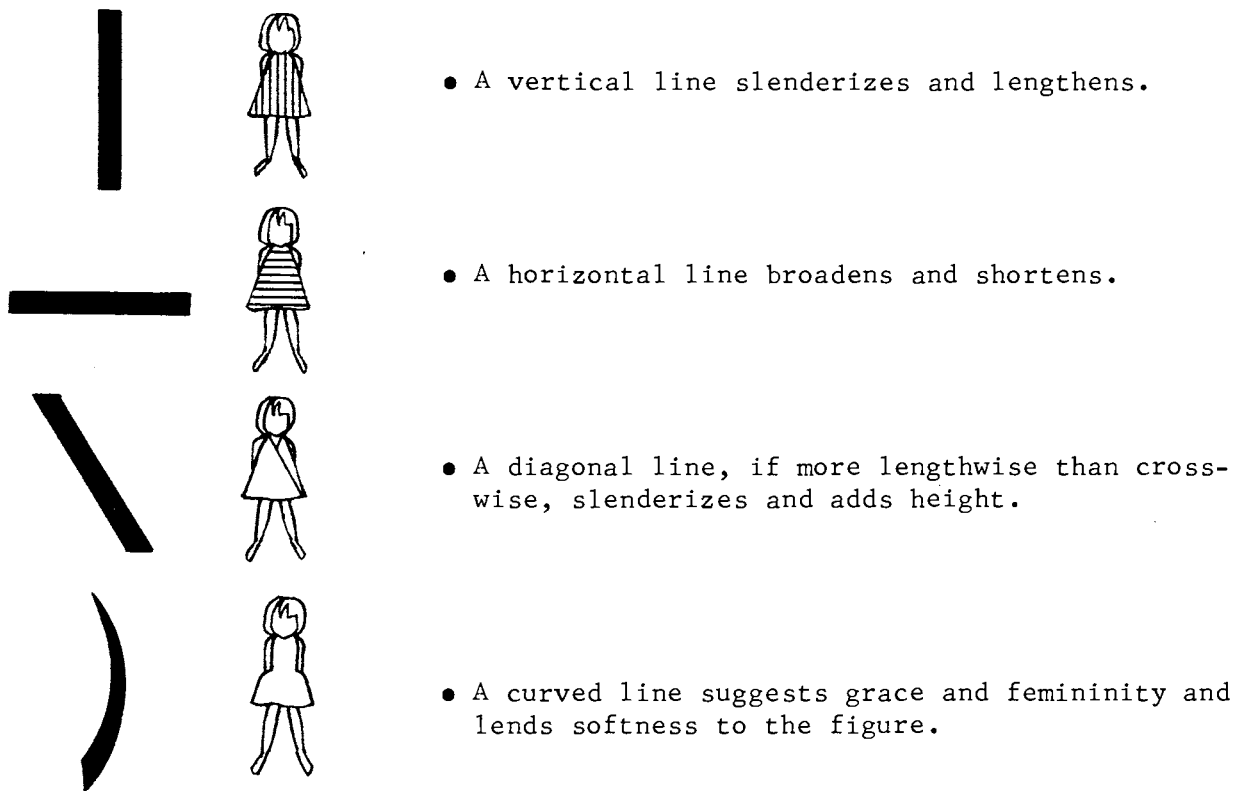 • A vertical line slenderizes and lengthens.
• A horizontal line broadens and shortens.
• A diagonal line, if more lengthwise than cross-
wise, slenderizes and adds height.
• A curved line suggests grace and femininity and
lends softness to the figure.